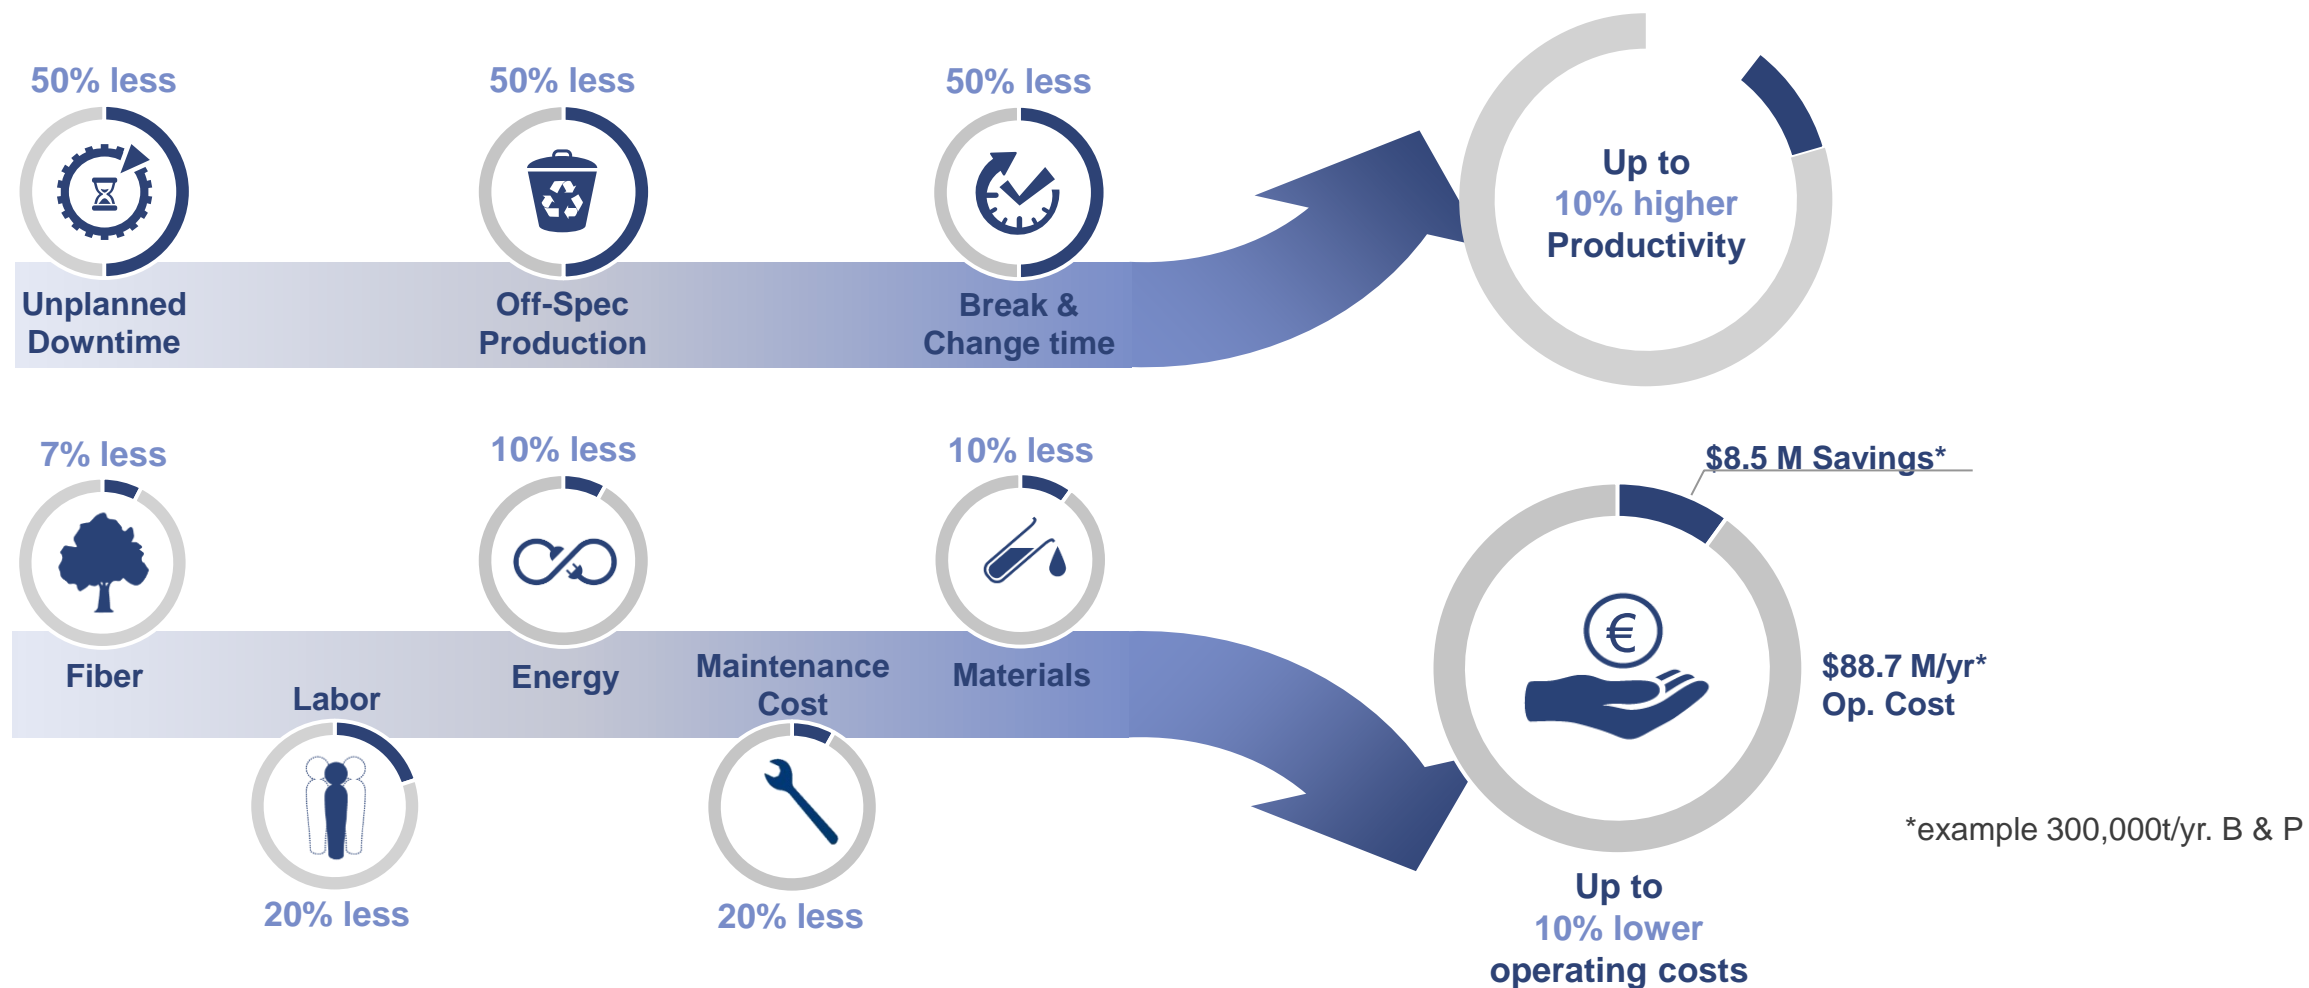 50% less
50% less
50% less
Unplanned
Downtime
Off-Spec
Production
Break &
Change time
Up to
10% higher
Productivity
7% less
10% less
10% less
Fiber
Labor
Energy
Maintenance
Cost
Materials
20% less
20% less
$8.5 M Savings*
€
$88.7 M/yr*
Op. Cost
*example 300,000t/yr. B & P
Up to
10% lower
operating costs